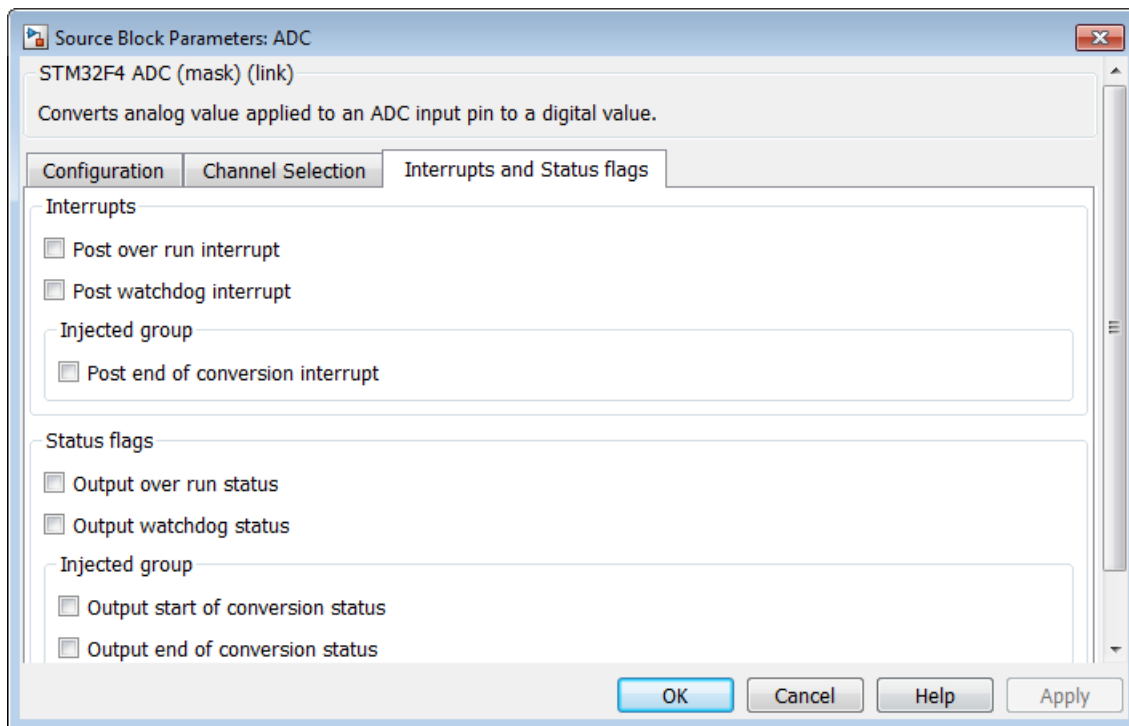 Source Block Parameters: ADC
STM32F4 ADC (mask) (link)
Converts analog value applied to an ADC input pin to a digital value.
Configuration Channel Selection Interrupts and Status flags
Interrupts
Post over run interrupt
Post watchdog interrupt
Injected group
Post end of conversion interrupt
Status flags
Output over run status
Output watchdog status
Injected group
Output start of conversion status
Output end of conversion status
OK Cancel Help Apply